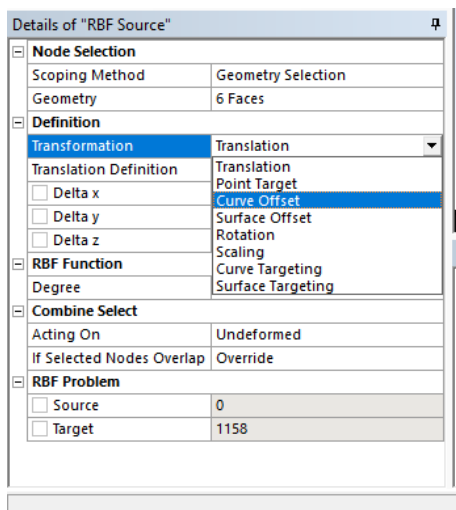 Details of "RBF Source"
Node Selection
Scoping Method Geometry Selection
Geometry 6 Faces
Definition
Transformation Translation
Translation Definition Translation
Point Target
Delta x Curve Offset
Delta y Surface Offset
Delta z Rotation
Scaling
RBF Function Curve Targeting
Degree Surface Targeting
Combine Select
Acting On Undeformed
If Selected Nodes Overlap Override
RBF Problem
Source 0
Target 1158